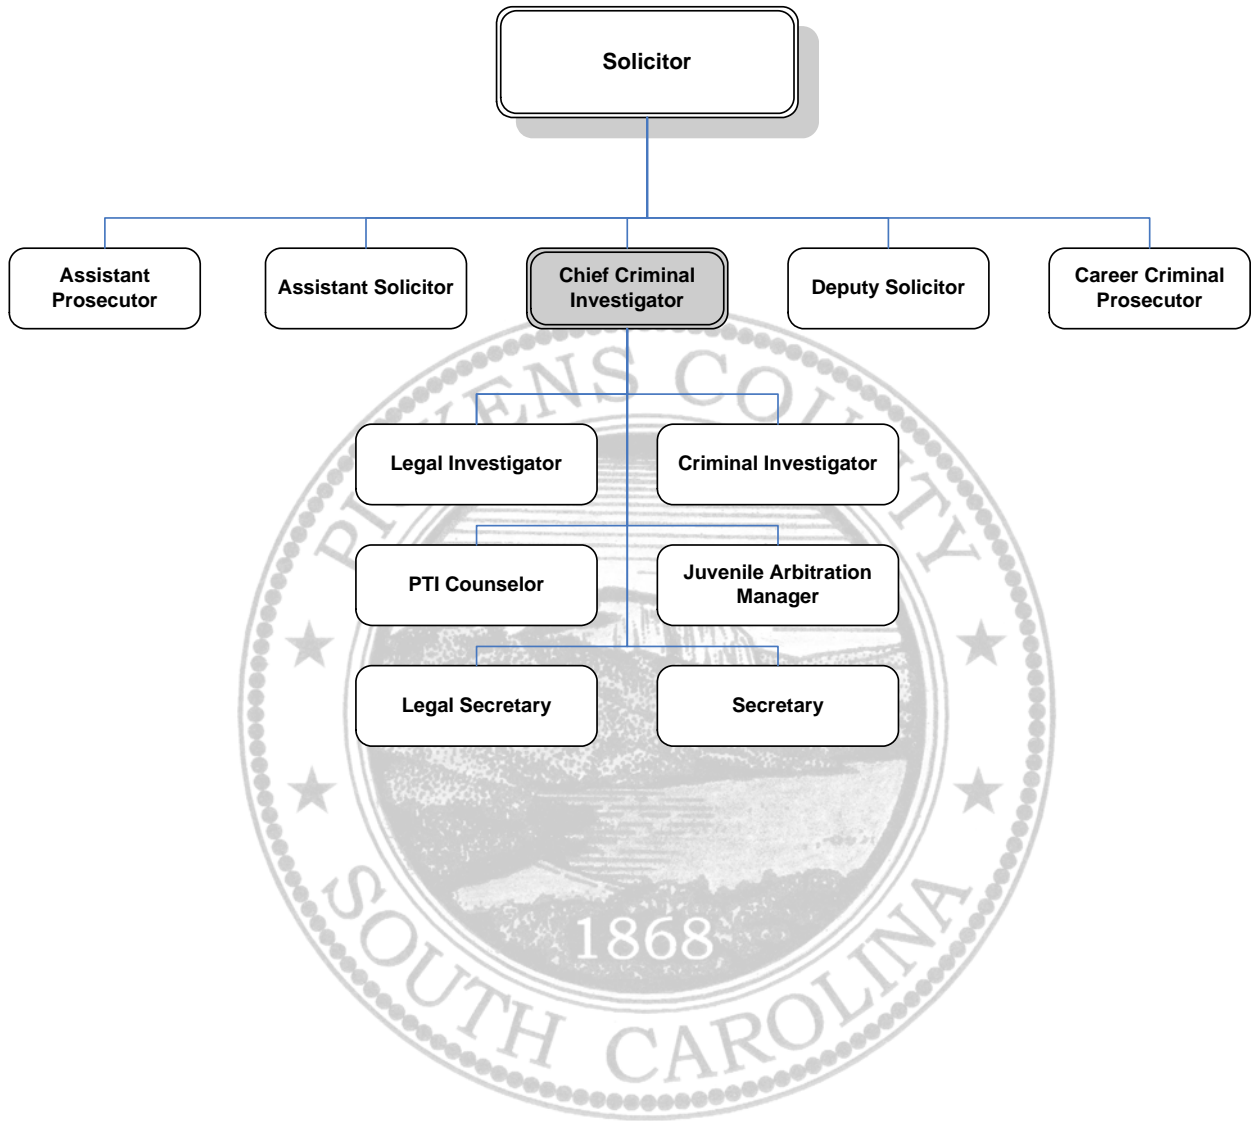 Solicitor
Assistant
Prosecutor
Assistant Solicitor
Chief Criminal
Investigator
Deputy Solicitor
Career Criminal
Prosecutor
Legal Investigator
Criminal Investigator
PTI Counselor
Juvenile Arbitration
Manager
Legal Secretary
Secretary
1868
SOUTH CAROLINA